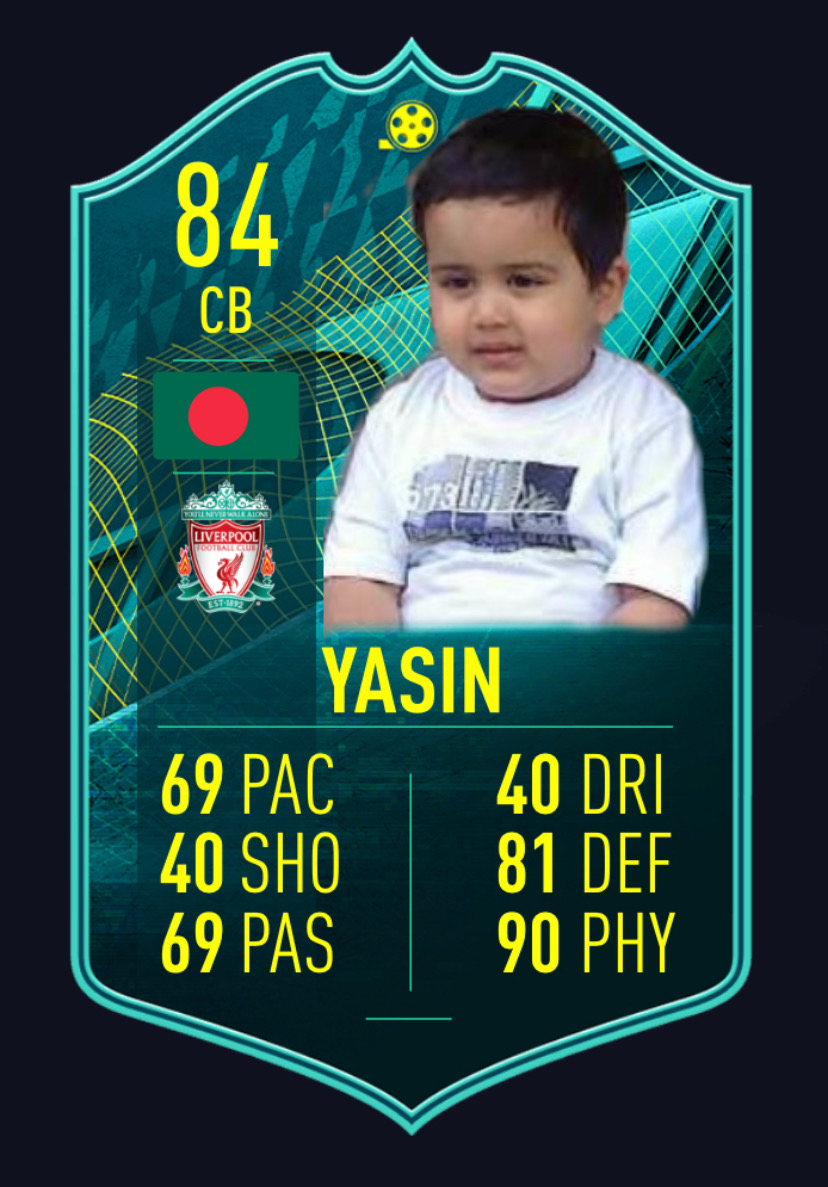 84
CB
YOU'LL NEVER WALK ALONE
LIVERPOOL
FOOTBALL CLUB
EST·1892
YASIN
69 PAC
40 SHO
69 PAS
40 DRI
81 DEF
90 PHY